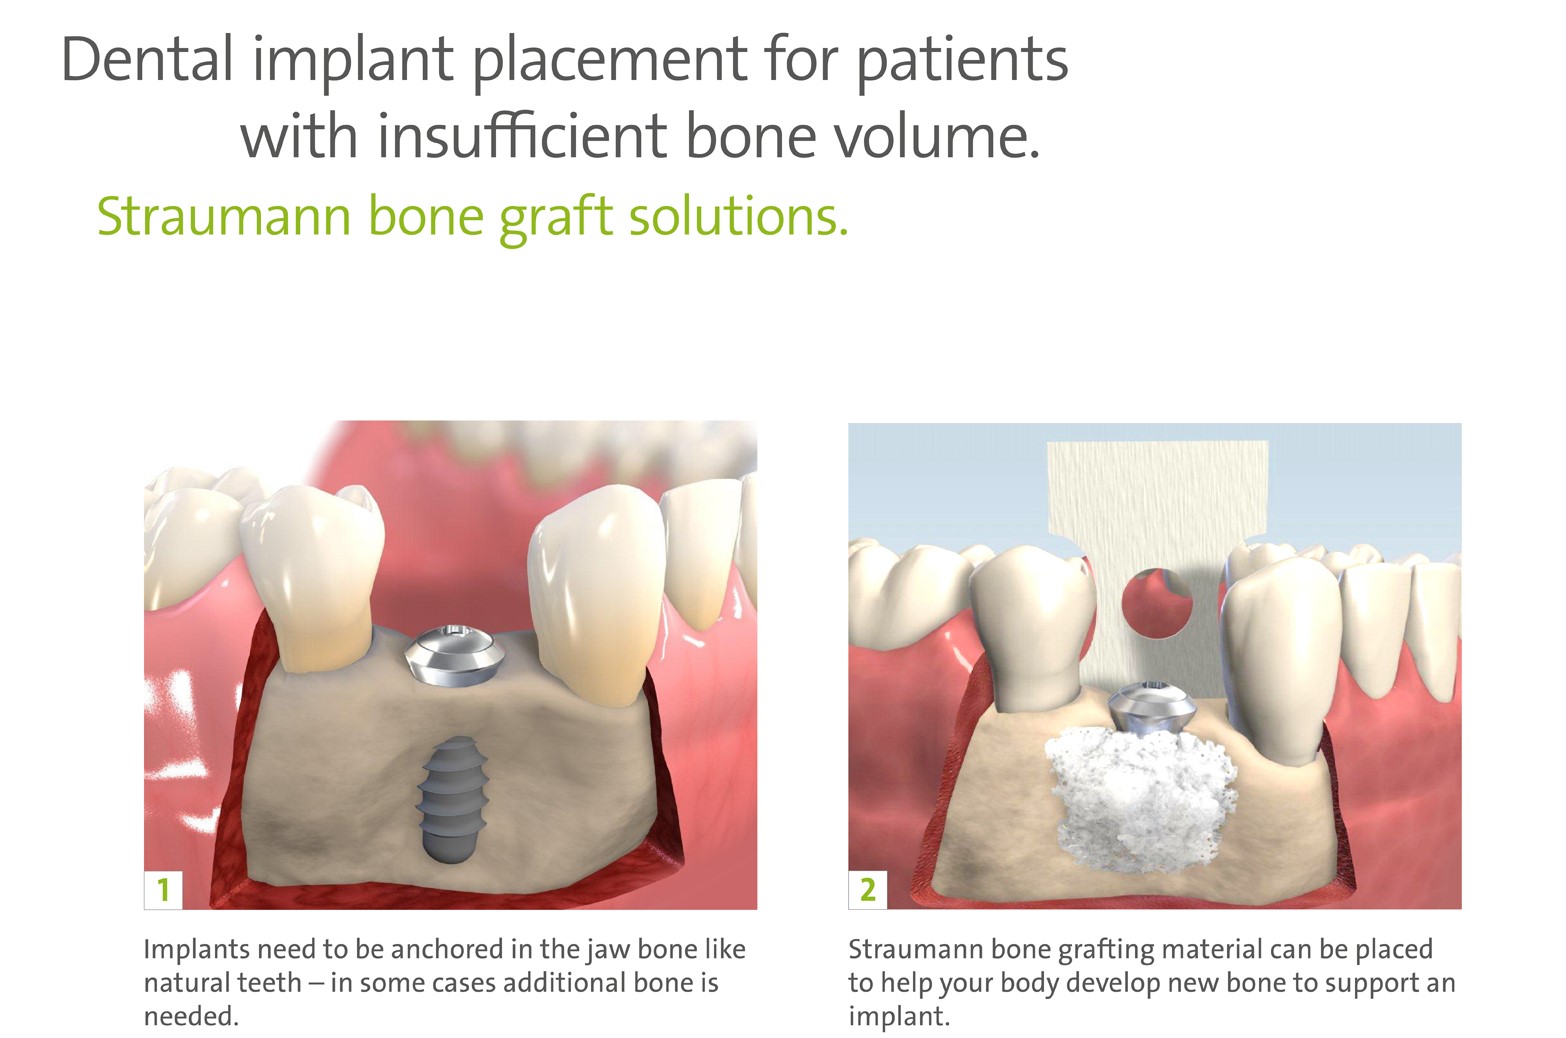 Dental implant placement for patients
with insufficient bone volume.
Straumann bone graft solutions.
1
Implants need to be anchored in the jaw bone like
natural teeth – in some cases additional bone is
needed.
2
Straumann bone grafting material can be placed
to help your body develop new bone to support an
implant.